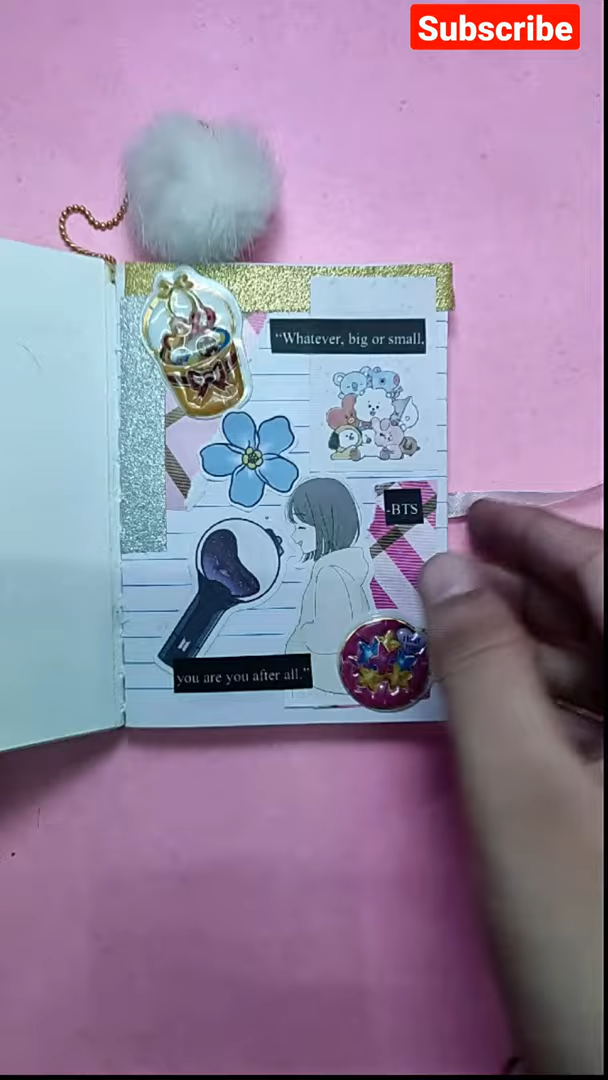 Subscribe
"Whatever, big or small,
-BTS
you are you after all."